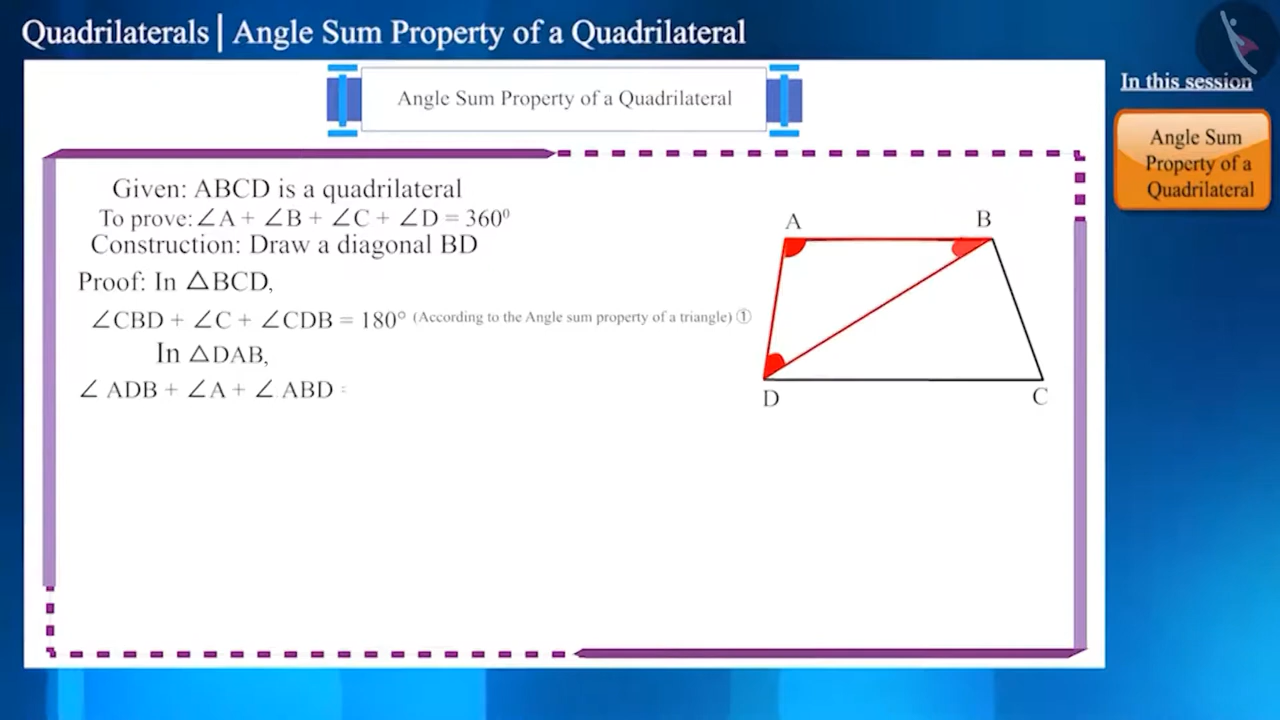 Quadrilaterals | Angle Sum Property of a Quadrilateral
Angle Sum Property of a Quadrilateral
In this session
Angle Sum
Property of a
Quadrilateral
Given: ABCD is a quadrilateral
To prove: ∠A + ∠B + ∠C + ∠D = 360⁰
Construction: Draw a diagonal BD
Proof: In △BCD,
∠CBD + ∠C + ∠CDB = 180° (According to the Angle sum property of a triangle) ①
In △DAB,
∠ ADB + ∠A + ∠ ABD =
A B
D C